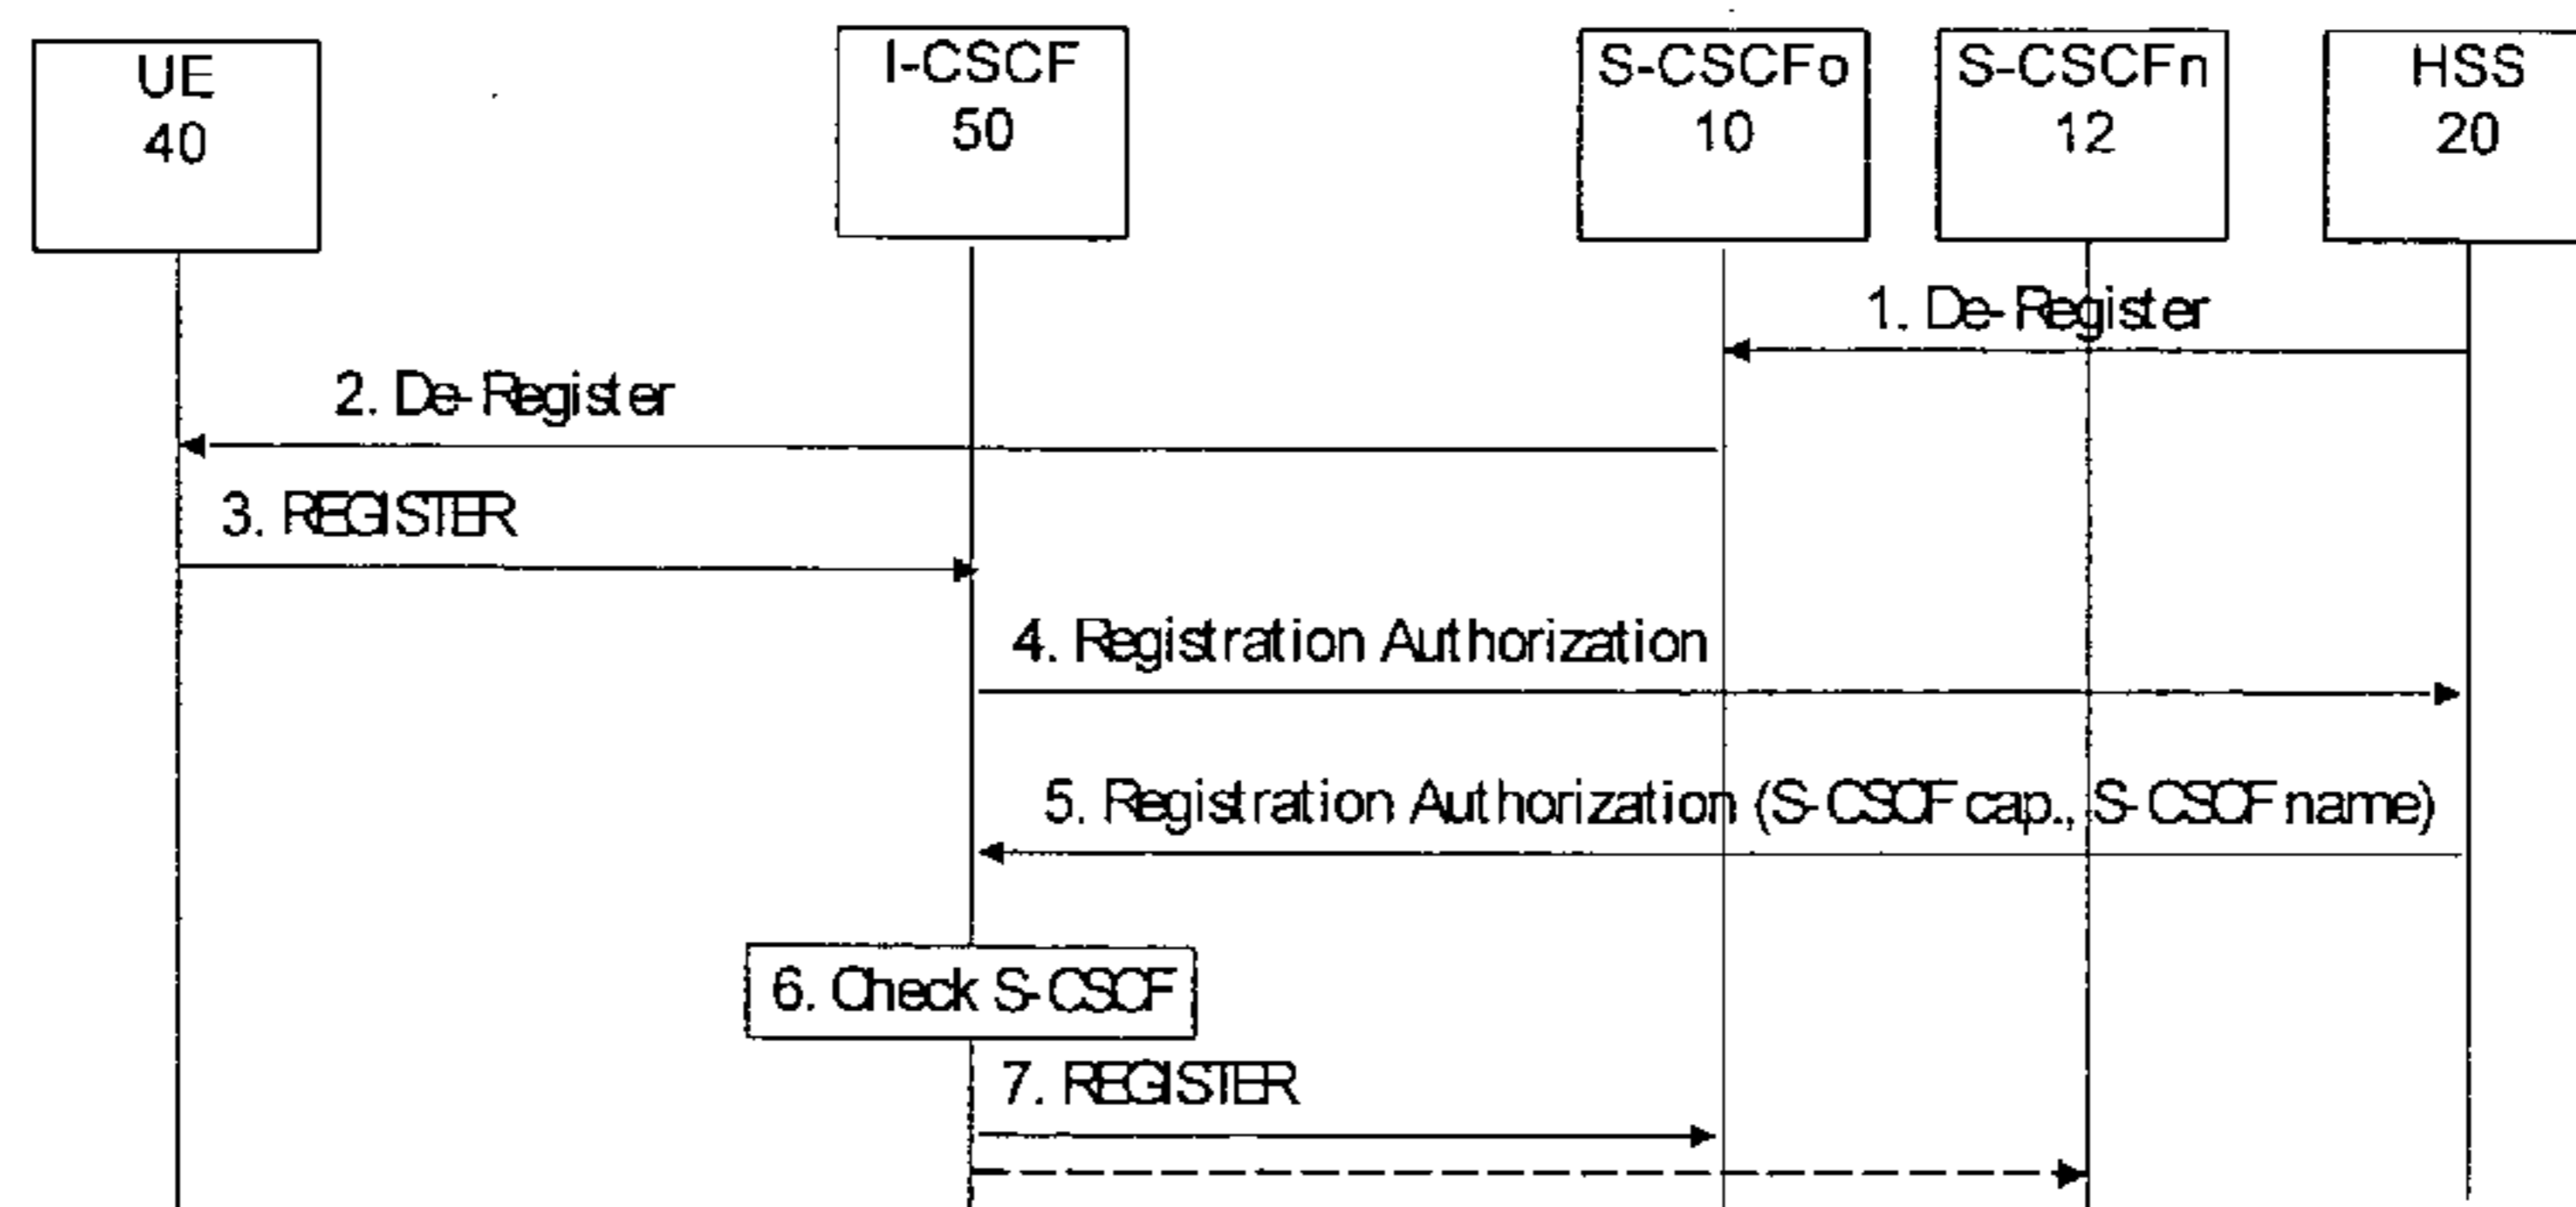 UE
40
I-CSCF
50
S-CSCFo
10
S-CSCFn
12
HSS
20
1. De-Register
2. De-Register
3. REGISTER
4. Registration Authorization
5. Registration Authorization (S-CSCF cap., S-CSCF name)
6. Check S-CSCF
7. REGISTER